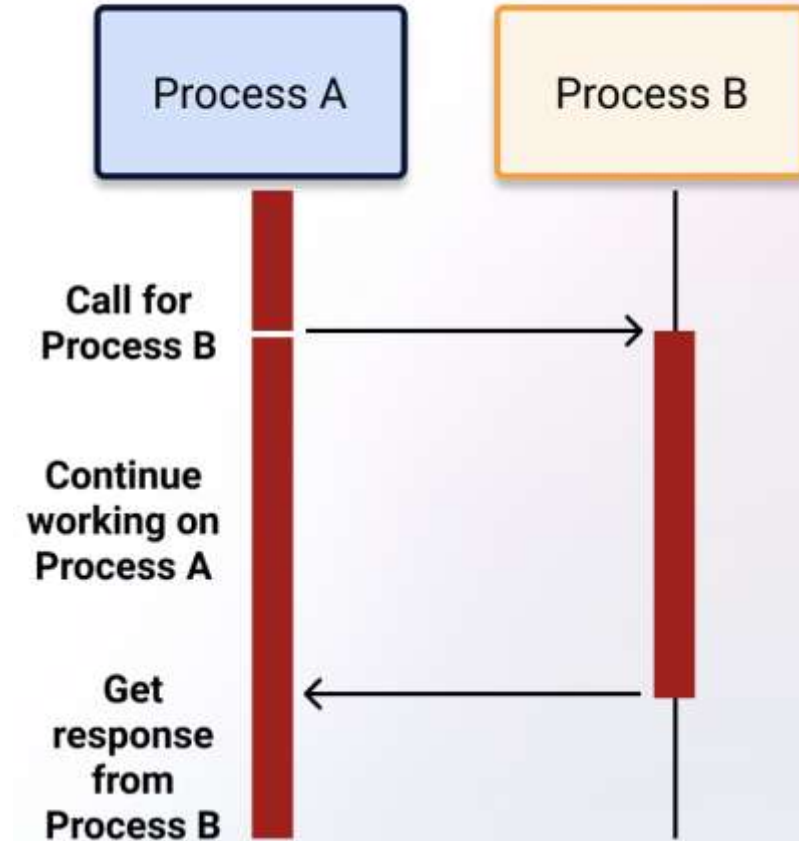 Process A
Process B
Call for
Process B
Continue
working on
Process A
Get
response
from
Process B